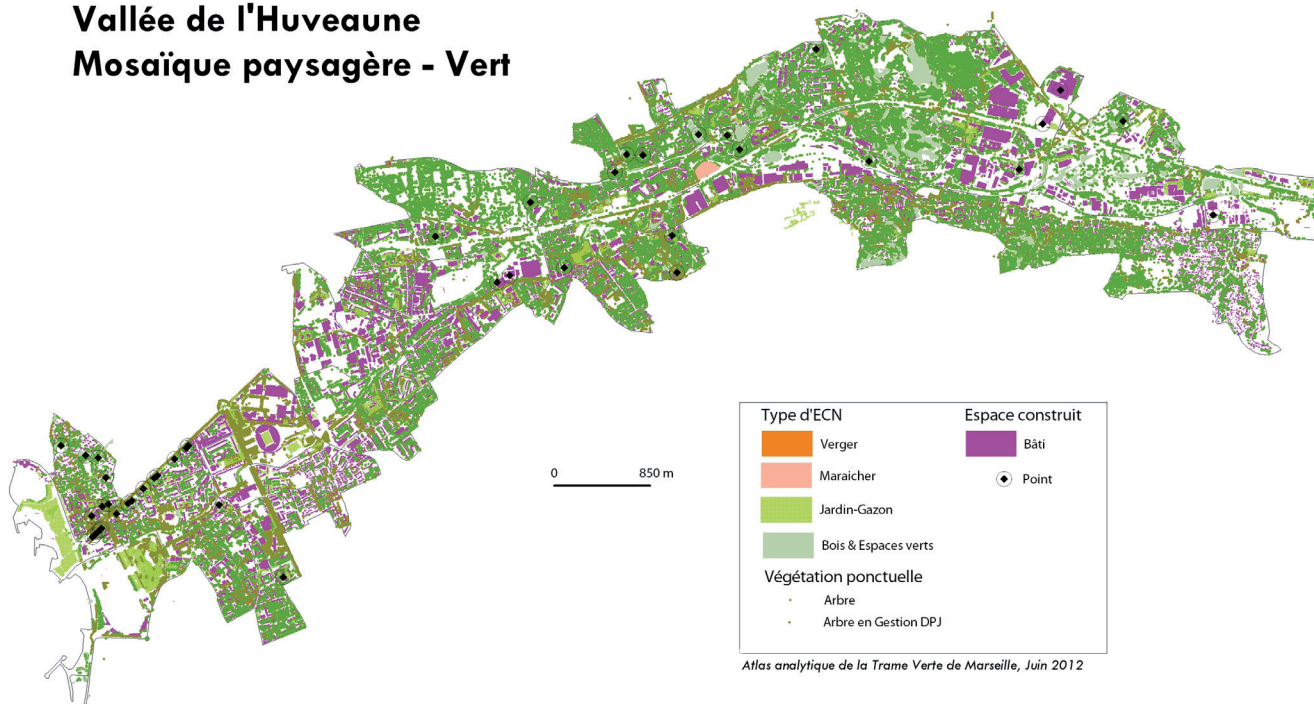 Vallée de l'Huveaune
Mosaïque paysagère - Vert
0 850 m
Type d'ECN
Verger
Maraicher
Jardin-Gazon
Bois & Espaces verts
Végétation ponctuelle
Arbre
Arbre en Gestion DPJ
Espace construit
Bâti
Point
Atlas analytique de la Trame Verte de Marseille, Juin 2012